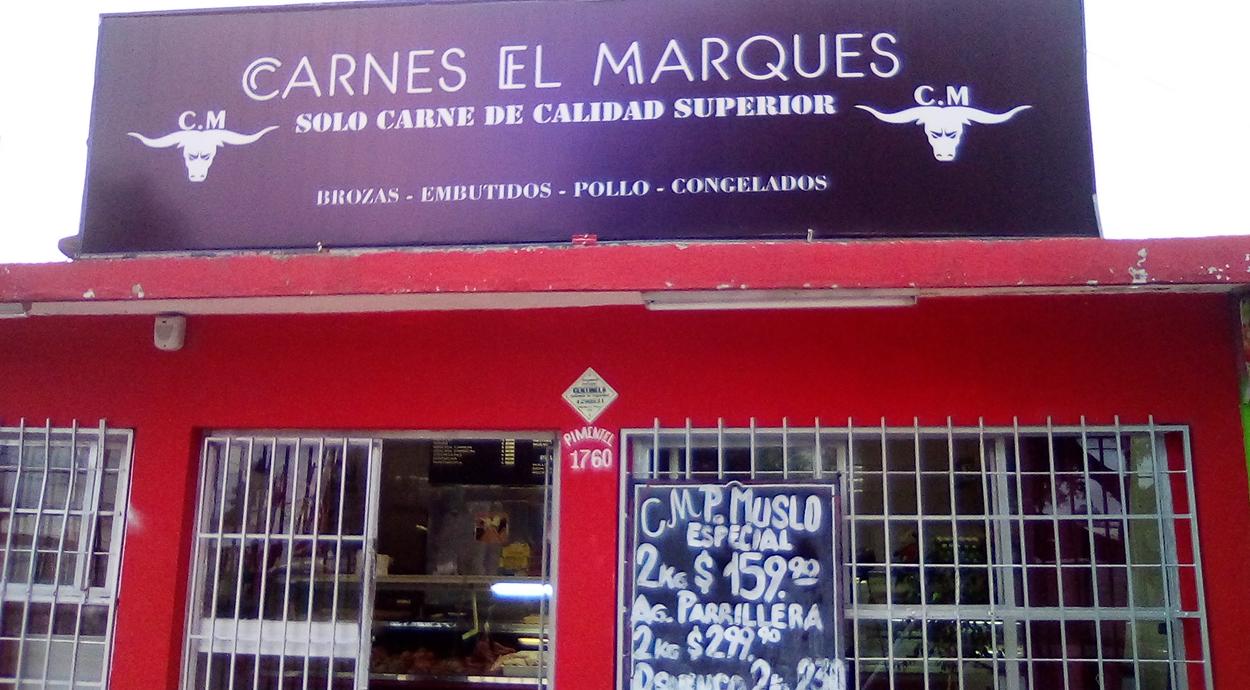 CARNES EL MARQUES
C.M
SOLO CARNE DE CALIDAD SUPERIOR
C.M
BROZAS - EMBUTIDOS - POLLO - CONGELADOS
PIMENTEL
1760
C.M P. MUSLO
ESPECIAL
2KG $159.90
AG. PARRILLERA
2KG $299.90